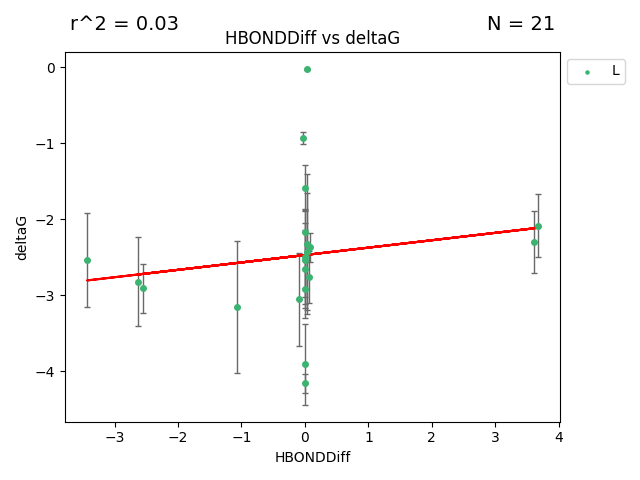 r^2 = 0.03
N = 21
HBONDDiff vs deltaG
L
0
−1
−2
−3
−4
deltaG
−3
−2
−1
0
1
2
3
4
HBONDDiff